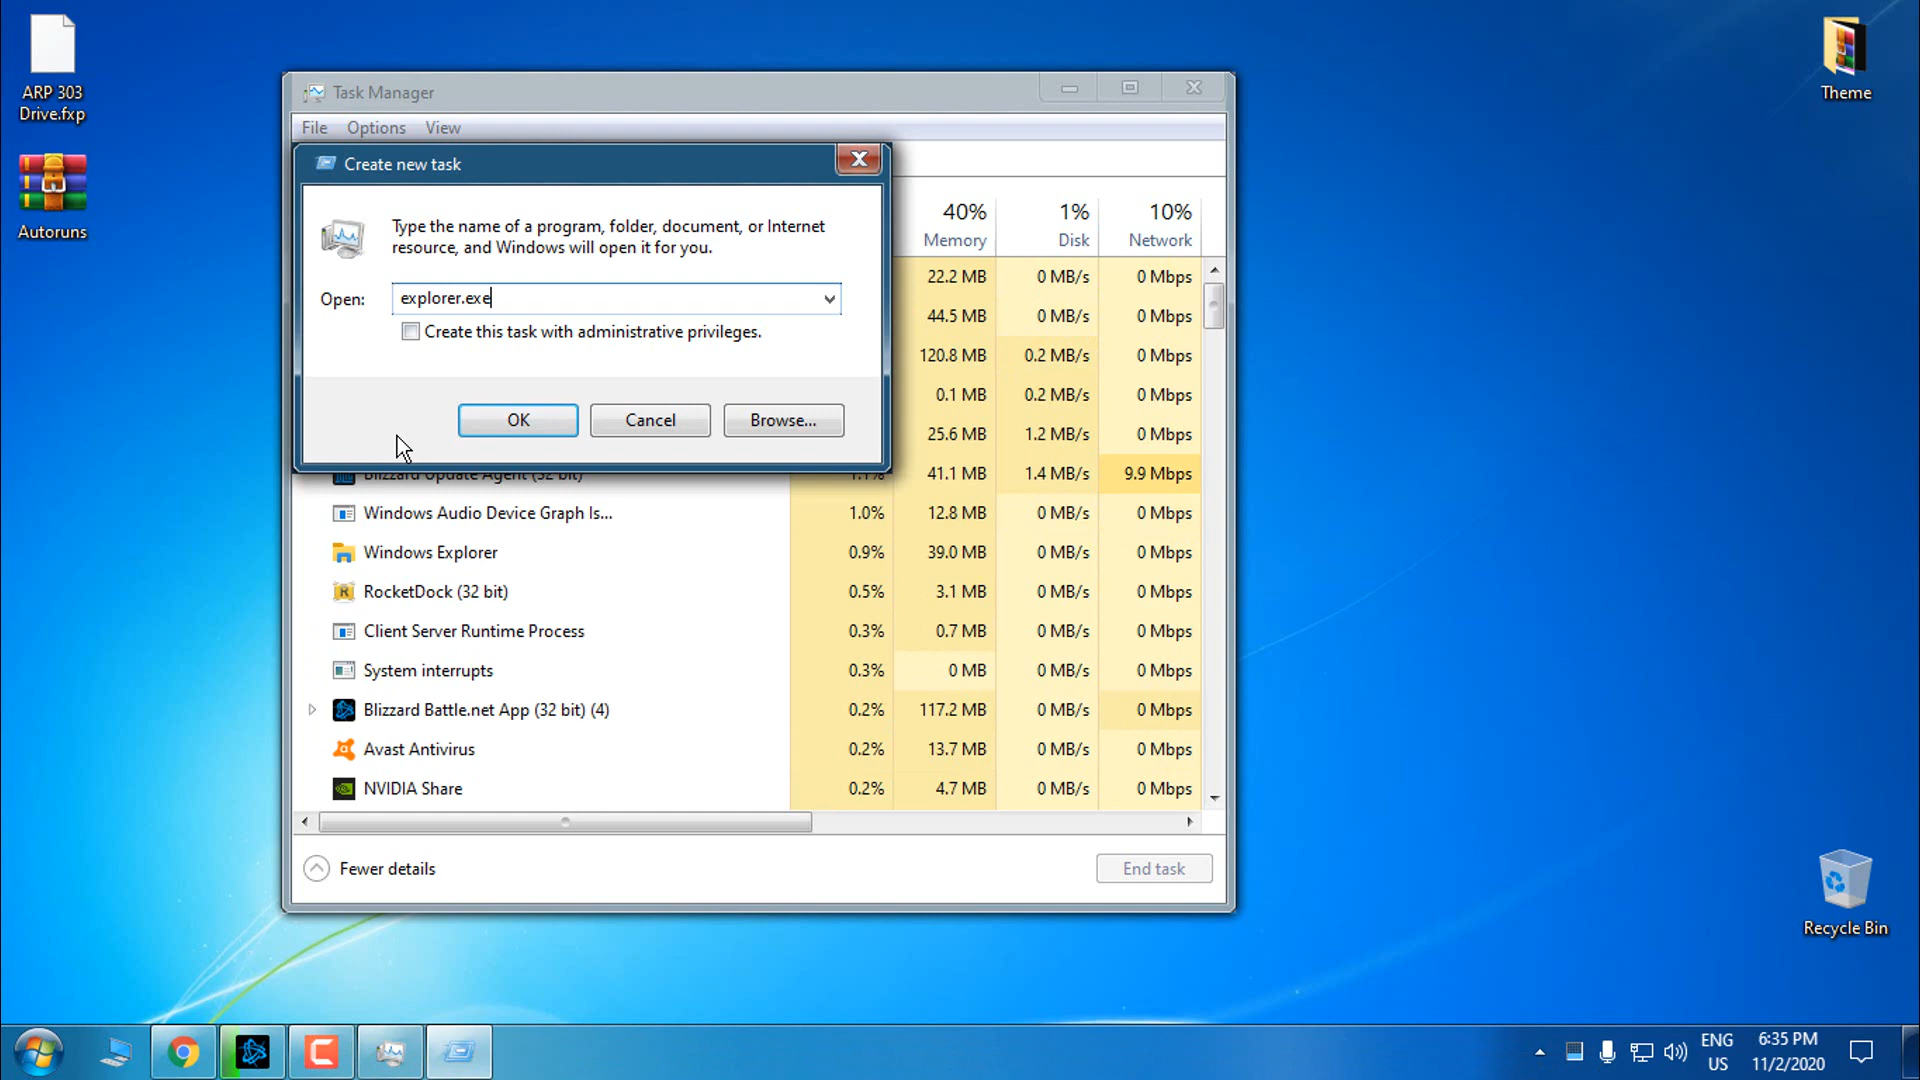 ARP 303
Drive.fxp
Autoruns
Theme
Recycle Bin
Task Manager
File Options View
Create new task
Type the name of a program, folder, document, or Internet
resource, and Windows will open it for you.
Open: explorer.exe
Create this task with administrative privileges.
OK Cancel Browse...
40% 1% 10%
Memory Disk Network
22.2 MB 0 MB/s 0 Mbps
44.5 MB 0 MB/s 0 Mbps
120.8 MB 0.2 MB/s 0 Mbps
0.1 MB 0.2 MB/s 0 Mbps
25.6 MB 1.2 MB/s 0 Mbps
Blizzard Update Agent (32 bit) 1.1% 41.1 MB 1.4 MB/s 9.9 Mbps
Windows Audio Device Graph Is... 1.0% 12.8 MB 0 MB/s 0 Mbps
Windows Explorer 0.9% 39.0 MB 0 MB/s 0 Mbps
RocketDock (32 bit) 0.5% 3.1 MB 0 MB/s 0 Mbps
Client Server Runtime Process 0.3% 0.7 MB 0 MB/s 0 Mbps
System interrupts 0.3% 0 MB 0 MB/s 0 Mbps
Blizzard Battle.net App (32 bit) (4) 0.2% 117.2 MB 0 MB/s 0 Mbps
Avast Antivirus 0.2% 13.7 MB 0 MB/s 0 Mbps
NVIDIA Share 0.2% 4.7 MB 0 MB/s 0 Mbps
Fewer details End task
ENG
US
6:35 PM
11/2/2020